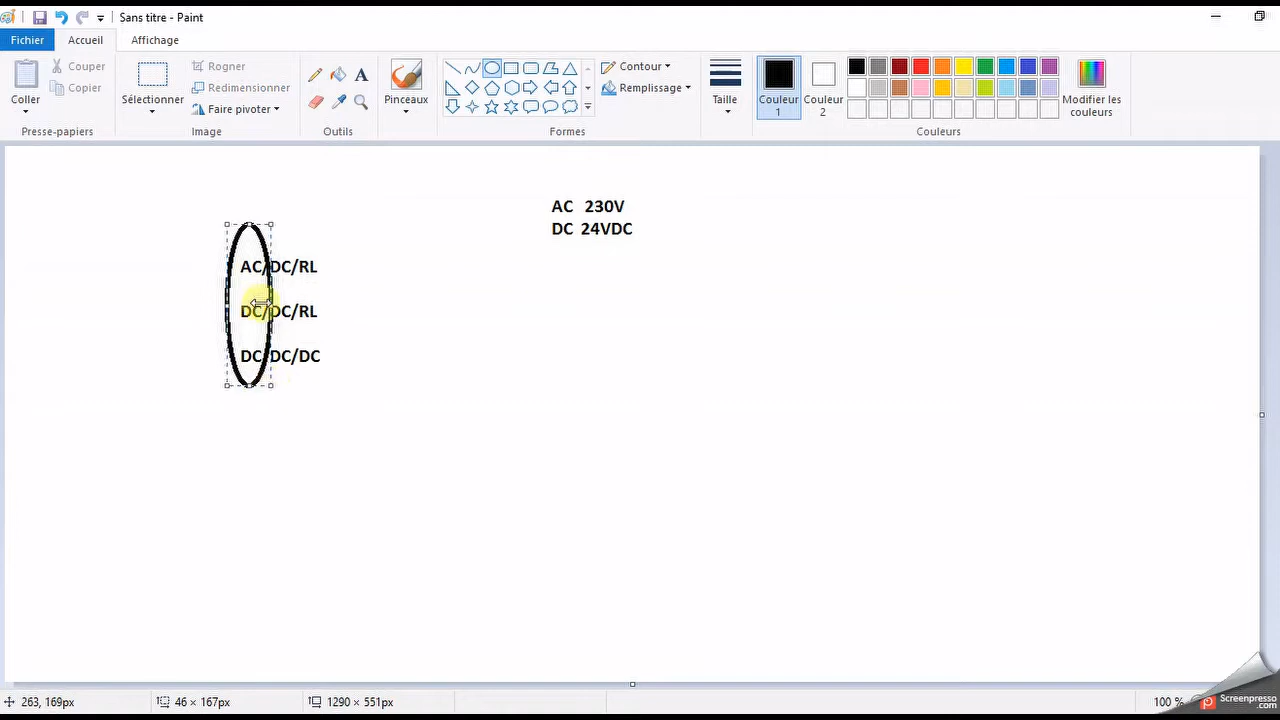 Sans titre - Paint
Fichier Accueil Affichage
Coller
Couper
Copier
Presse-papiers
Sélectionner
Rogner
Redimensionner
Faire pivoter
Image
Outils
Pinceaux
Contour
Remplissage
Formes
Taille
Couleur 1
Couleur 2
Modifier les couleurs
Couleurs
AC 230V
DC 24VDC
AC/DC/RL
DC/DC/RL
DC/DC/DC
263, 169px 46 × 167px 1290 × 551px 100 %
Screenpresso
.com